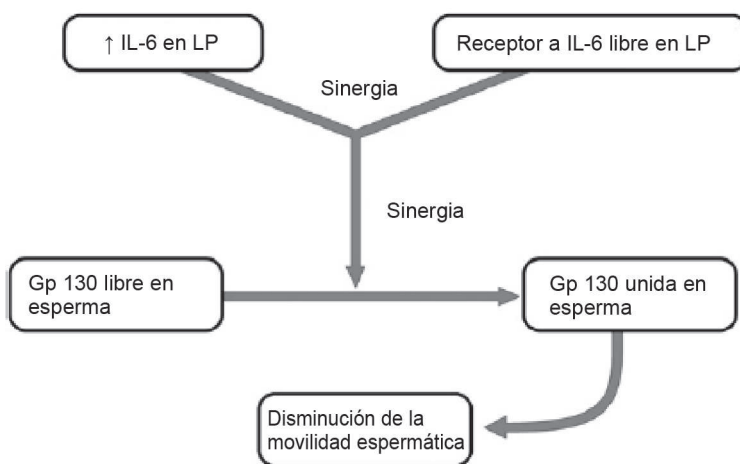 ↑ IL-6 en LP
Receptor a IL-6 libre en LP
Sinergia
Sinergia
Gp 130 libre en
esperma
Gp 130 unida en
esperma
Disminución de la
movilidad espermática